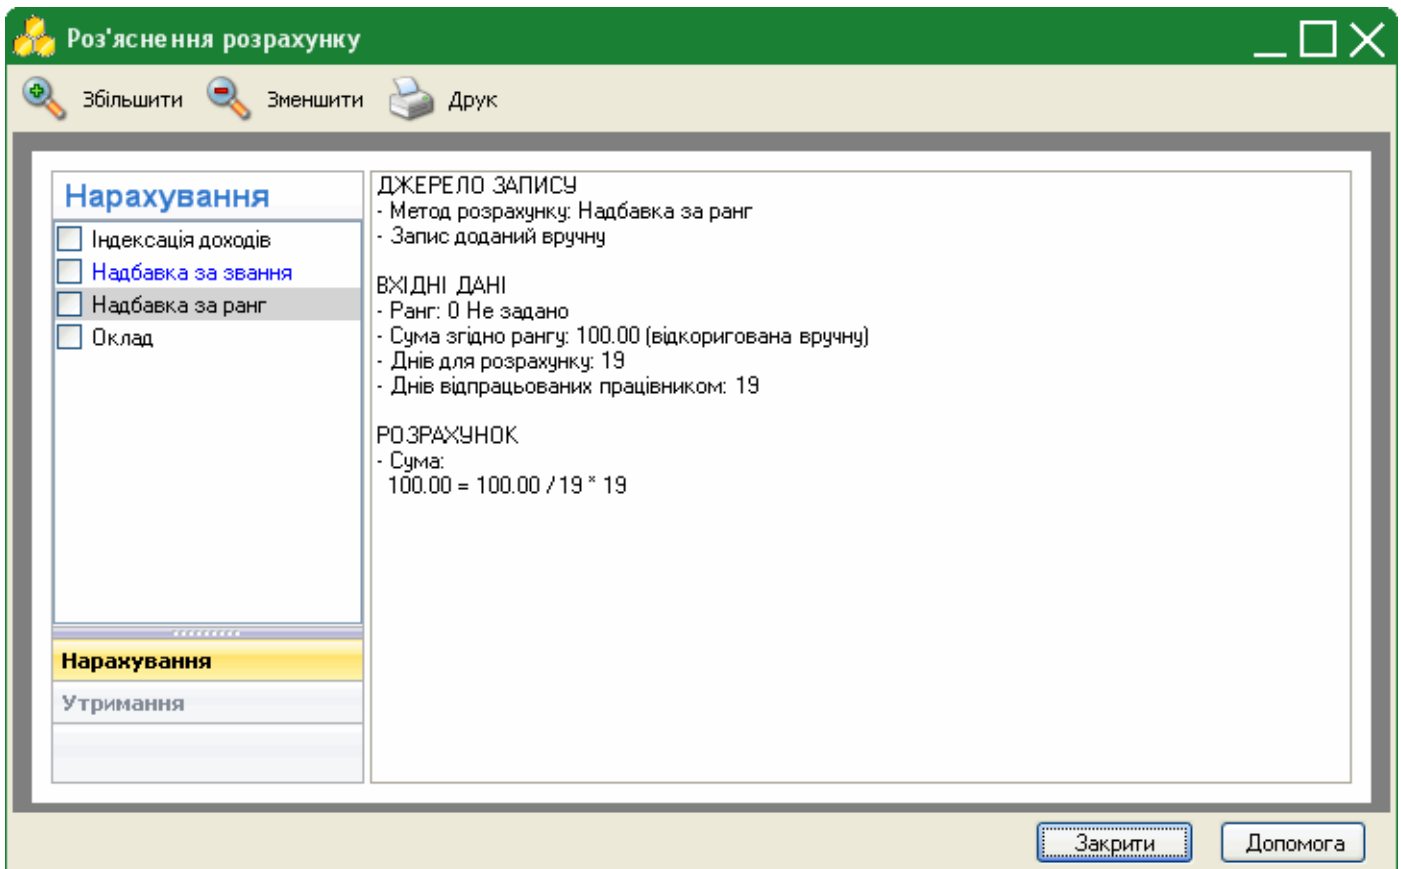 Роз'яснення розрахунку
Збільшити Зменшити Друк
Нарахування
Індексація доходів
Надбавка за звання
Надбавка за ранг
Оклад
Нарахування
Утримання
ДЖЕРЕЛО ЗАПИСУ
- Метод розрахунку: Надбавка за ранг
- Запис доданий вручну
ВХІДНІ ДАНІ
- Ранг: 0 Не задано
- Сума згідно рангу: 100.00 (відкоригована вручну)
- Днів для розрахунку: 19
- Днів відпрацьованих працівником: 19
РОЗРАХУНОК
- Сума:
100.00 = 100.00 / 19 * 19
Закрити Допомога